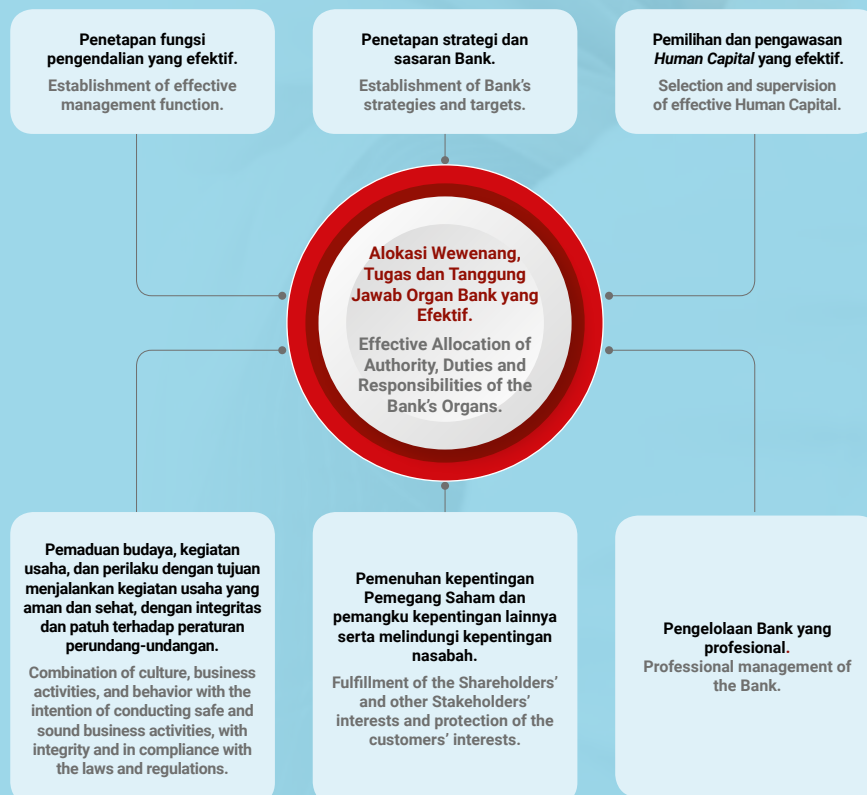 Penetapan fungsi
pengendalian yang efektif.
Establishment of effective
management function.
Penetapan strategi dan
sasaran Bank.
Establishment of Bank's
strategies and targets.
Pemilihan dan pengawasan
Human Capital yang efektif.
Selection and supervision
of effective Human Capital.
Alokasi Wewenang,
Tugas dan Tanggung
Jawab Organ Bank yang
Efektif.
Effective Allocation of
Authority, Duties and
Responsibilities of the
Bank's Organs.
Pemaduan budaya, kegiatan
usaha, dan perilaku dengan tujuan
menjalankan kegiatan usaha yang
aman dan sehat, dengan integritas
dan patuh terhadap peraturan
perundang-undangan.
Combination of culture, business
activities, and behavior with the
intention of conducting safe and
sound business activities, with
integrity and in compliance with
the laws and regulations.
Pemenuhan kepentingan
Pemegang Saham dan
pemangku kepentingan lainnya
serta melindungi kepentingan
nasabah.
Fulfillment of the Shareholders'
and other Stakeholders'
interests and protection of the
customers' interests.
Pengelolaan Bank yang
profesional.
Professional management of
the Bank.